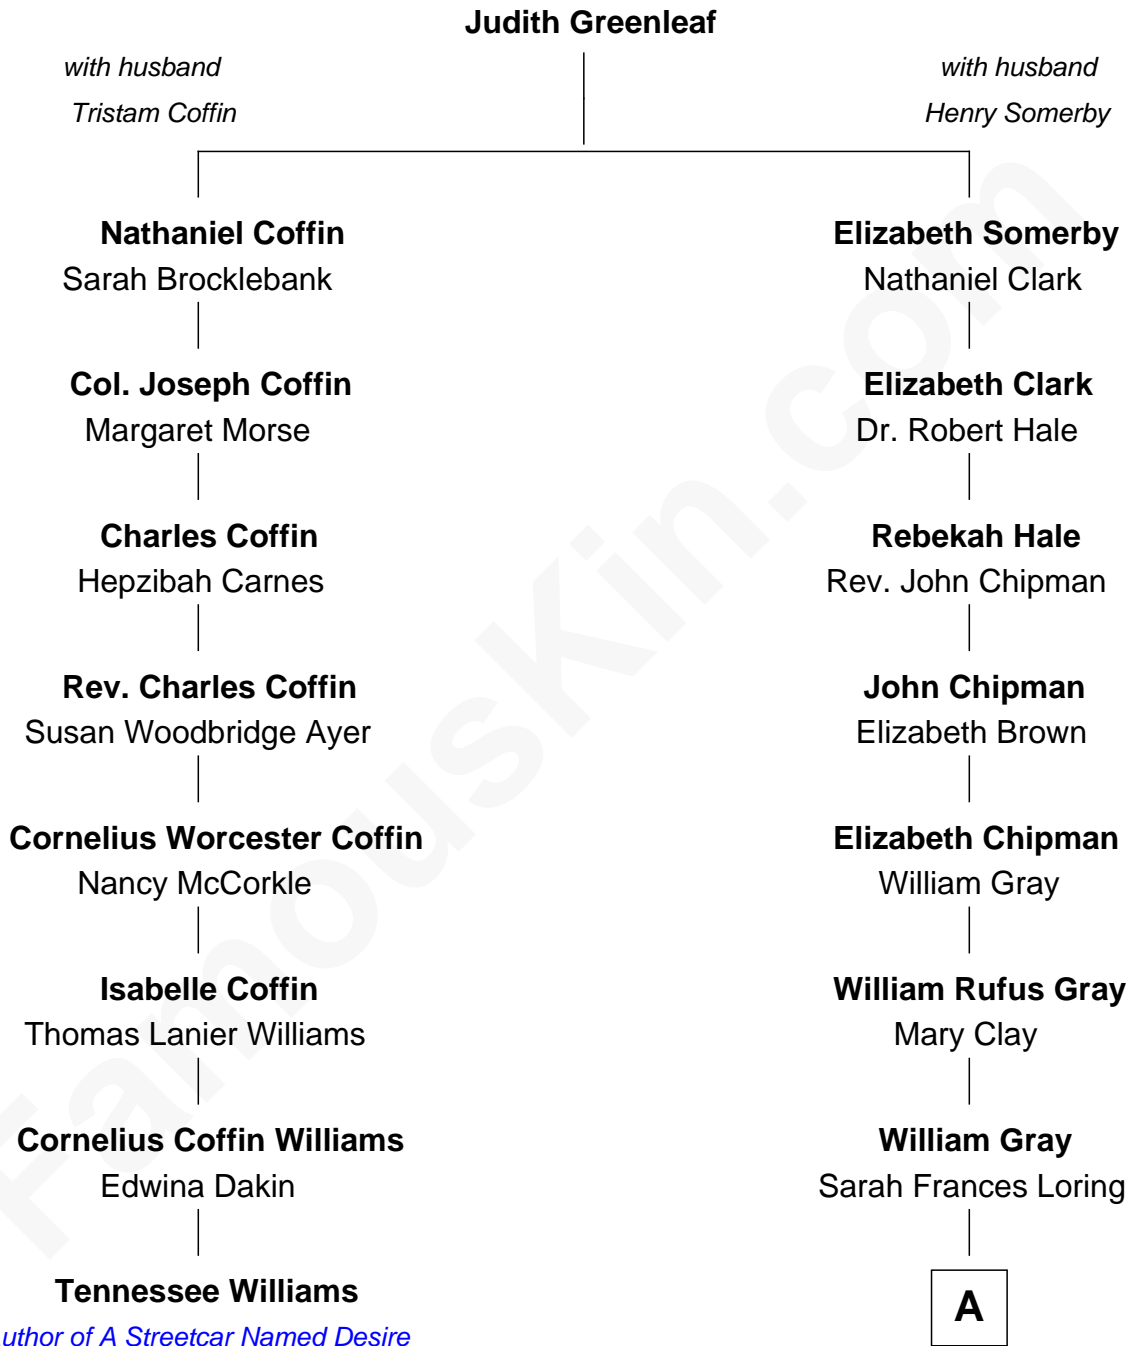 Judith Greenleaf
with husband
Tristam Coffin
with husband
Henry Somerby
Nathaniel Coffin
Sarah Brocklebank
Elizabeth Somerby
Nathaniel Clark
Col. Joseph Coffin
Margaret Morse
Elizabeth Clark
Dr. Robert Hale
Charles Coffin
Hepzibah Carnes
Rebekah Hale
Rev. John Chipman
Rev. Charles Coffin
Susan Woodbridge Ayer
John Chipman
Elizabeth Brown
Cornelius Worcester Coffin
Nancy McCorkle
Elizabeth Chipman
William Gray
Isabelle Coffin
Thomas Lanier Williams
William Rufus Gray
Mary Clay
Cornelius Coffin Williams
Edwina Dakin
William Gray
Sarah Frances Loring
Tennessee Williams
uthor of A Streetcar Named Desire
A
FamousKin.com